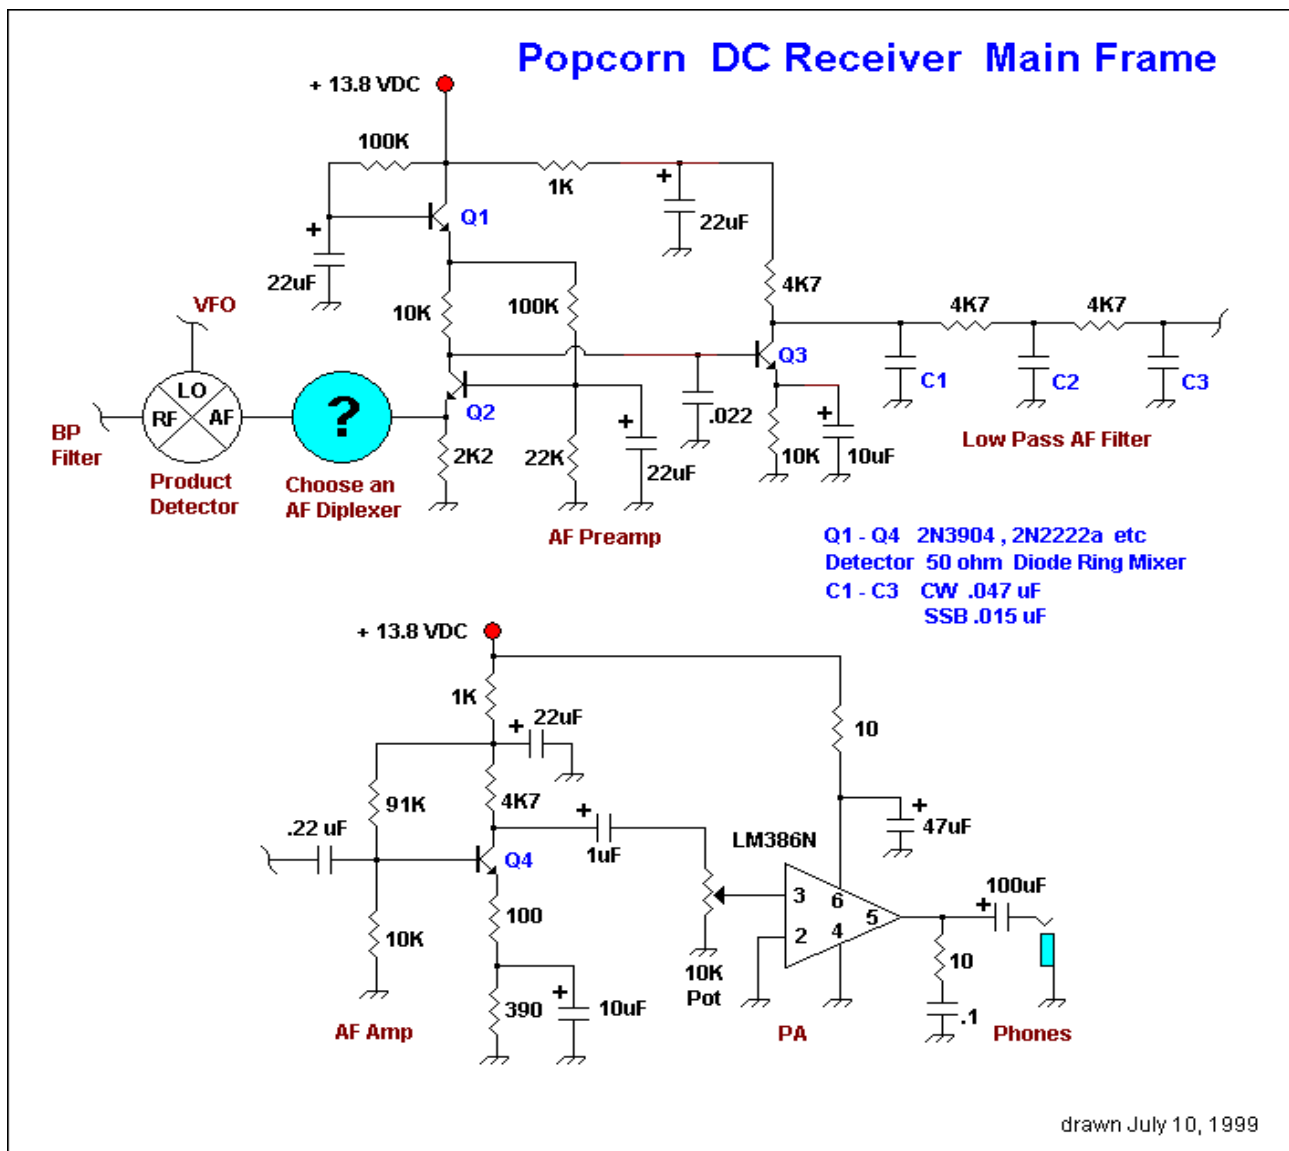 Popcorn DC Receiver Main Frame
+ 13.8 VDC
100K
1K
+
22uF
Q1
+
22uF
4K7
VFO
10K
100K
4K7
4K7
LO
RF
AF
?
Q2
Q3
C1
C2
C3
BP
Filter
.022
+
10K
10uF
Low Pass AF Filter
2K2
22K
+
22uF
Product
Detector
Choose an
AF Diplexer
AF Preamp
Q1 - Q4 2N3904 , 2N2222a etc
Detector 50 ohm Diode Ring Mixer
C1 - C3 CW .047 uF
SSB .015 uF
+ 13.8 VDC
1K
+
22uF
10
91K
4K7
+
47uF
.22 uF
+
1uF
LM386N
Q4
3
6
5
2
4
100uF
+
100
10K
10K
Pot
10
390
+
10uF
.1
AF Amp
PA
Phones
drawn July 10, 1999